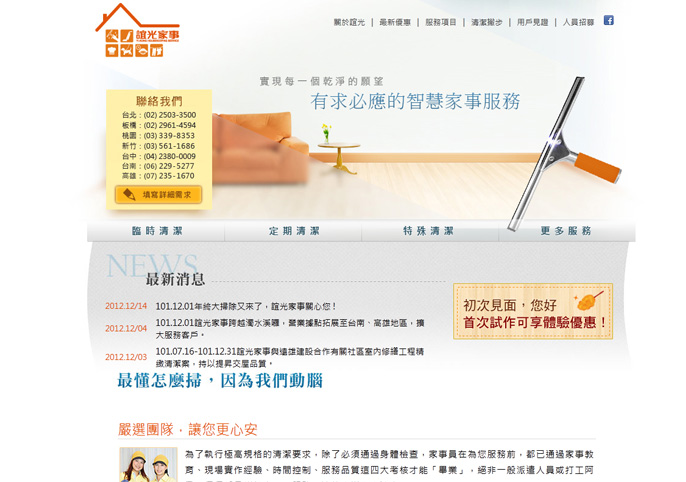 誼光家事
關於誼光 | 最新優惠 | 服務項目 | 清潔撇步 | 用戶見證 | 人員招募
實現每一個乾淨的願望
有求必應的智慧家事服務
聯絡我們
台北：(02) 2503-3500
板橋：(02) 2961-4594
桃園：(03) 339-8353
新竹：(03) 561-1686
台中：(04) 2380-0009
台南：(06) 229-5277
高雄：(07) 235-1670
填寫詳細需求
臨時清潔 定期清潔 特殊清潔 更多服務
NEWS
最新消息
2012.12/14 101.12.01年終大掃除又來了，誼光家事關心您！
2012.12/04 101.12.01誼光家事跨越濁水溪囉，營業據點拓展至台南、高雄地區，擴
大服務客戶。
2012.12/03 101.07.16-101.12.31誼光家事與遠雄建設合作有關社區室內修繕工程精
緻清潔案，持以提昇交屋品質。
初次見面，您好
首次試作可享體驗優惠！
最懂怎麼掃，因為我們動腦
嚴選團隊，讓您更心安
為了執行極高規格的清潔要求，除了必須通過身體檢查，家事員在為您服務前，都已通過家事教
育、現場實作經驗、時間控制、服務品質這四大考核才能「畢業」，絕非一般派遣人員或打工阿